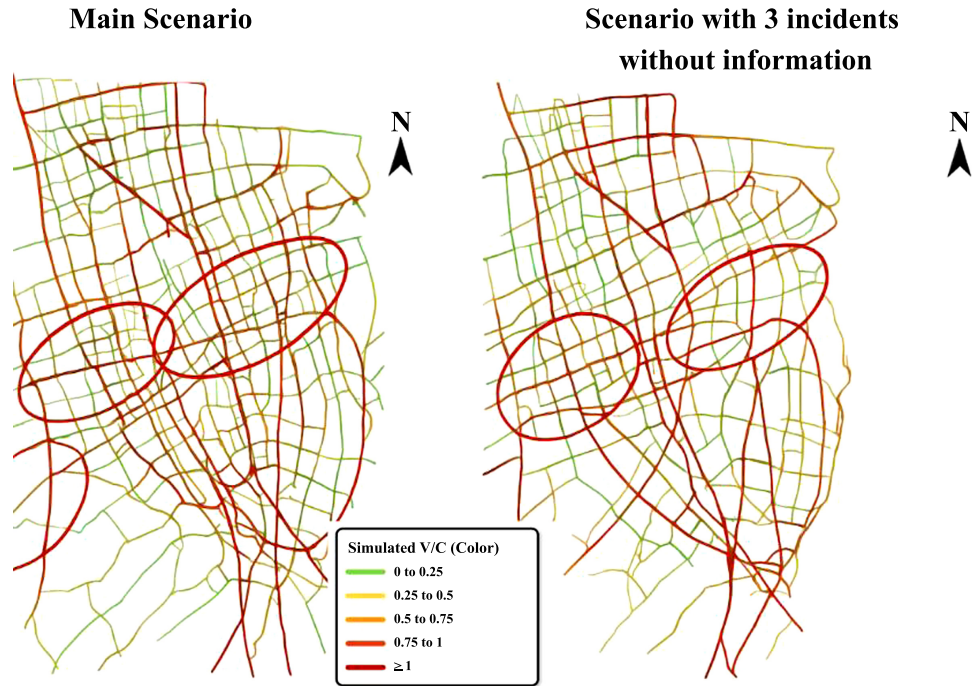 Main Scenario
Scenario with 3 incidents
without information
N
N
Simulated V/C (Color)
0 to 0.25
0.25 to 0.5
0.5 to 0.75
0.75 to 1
≥ 1